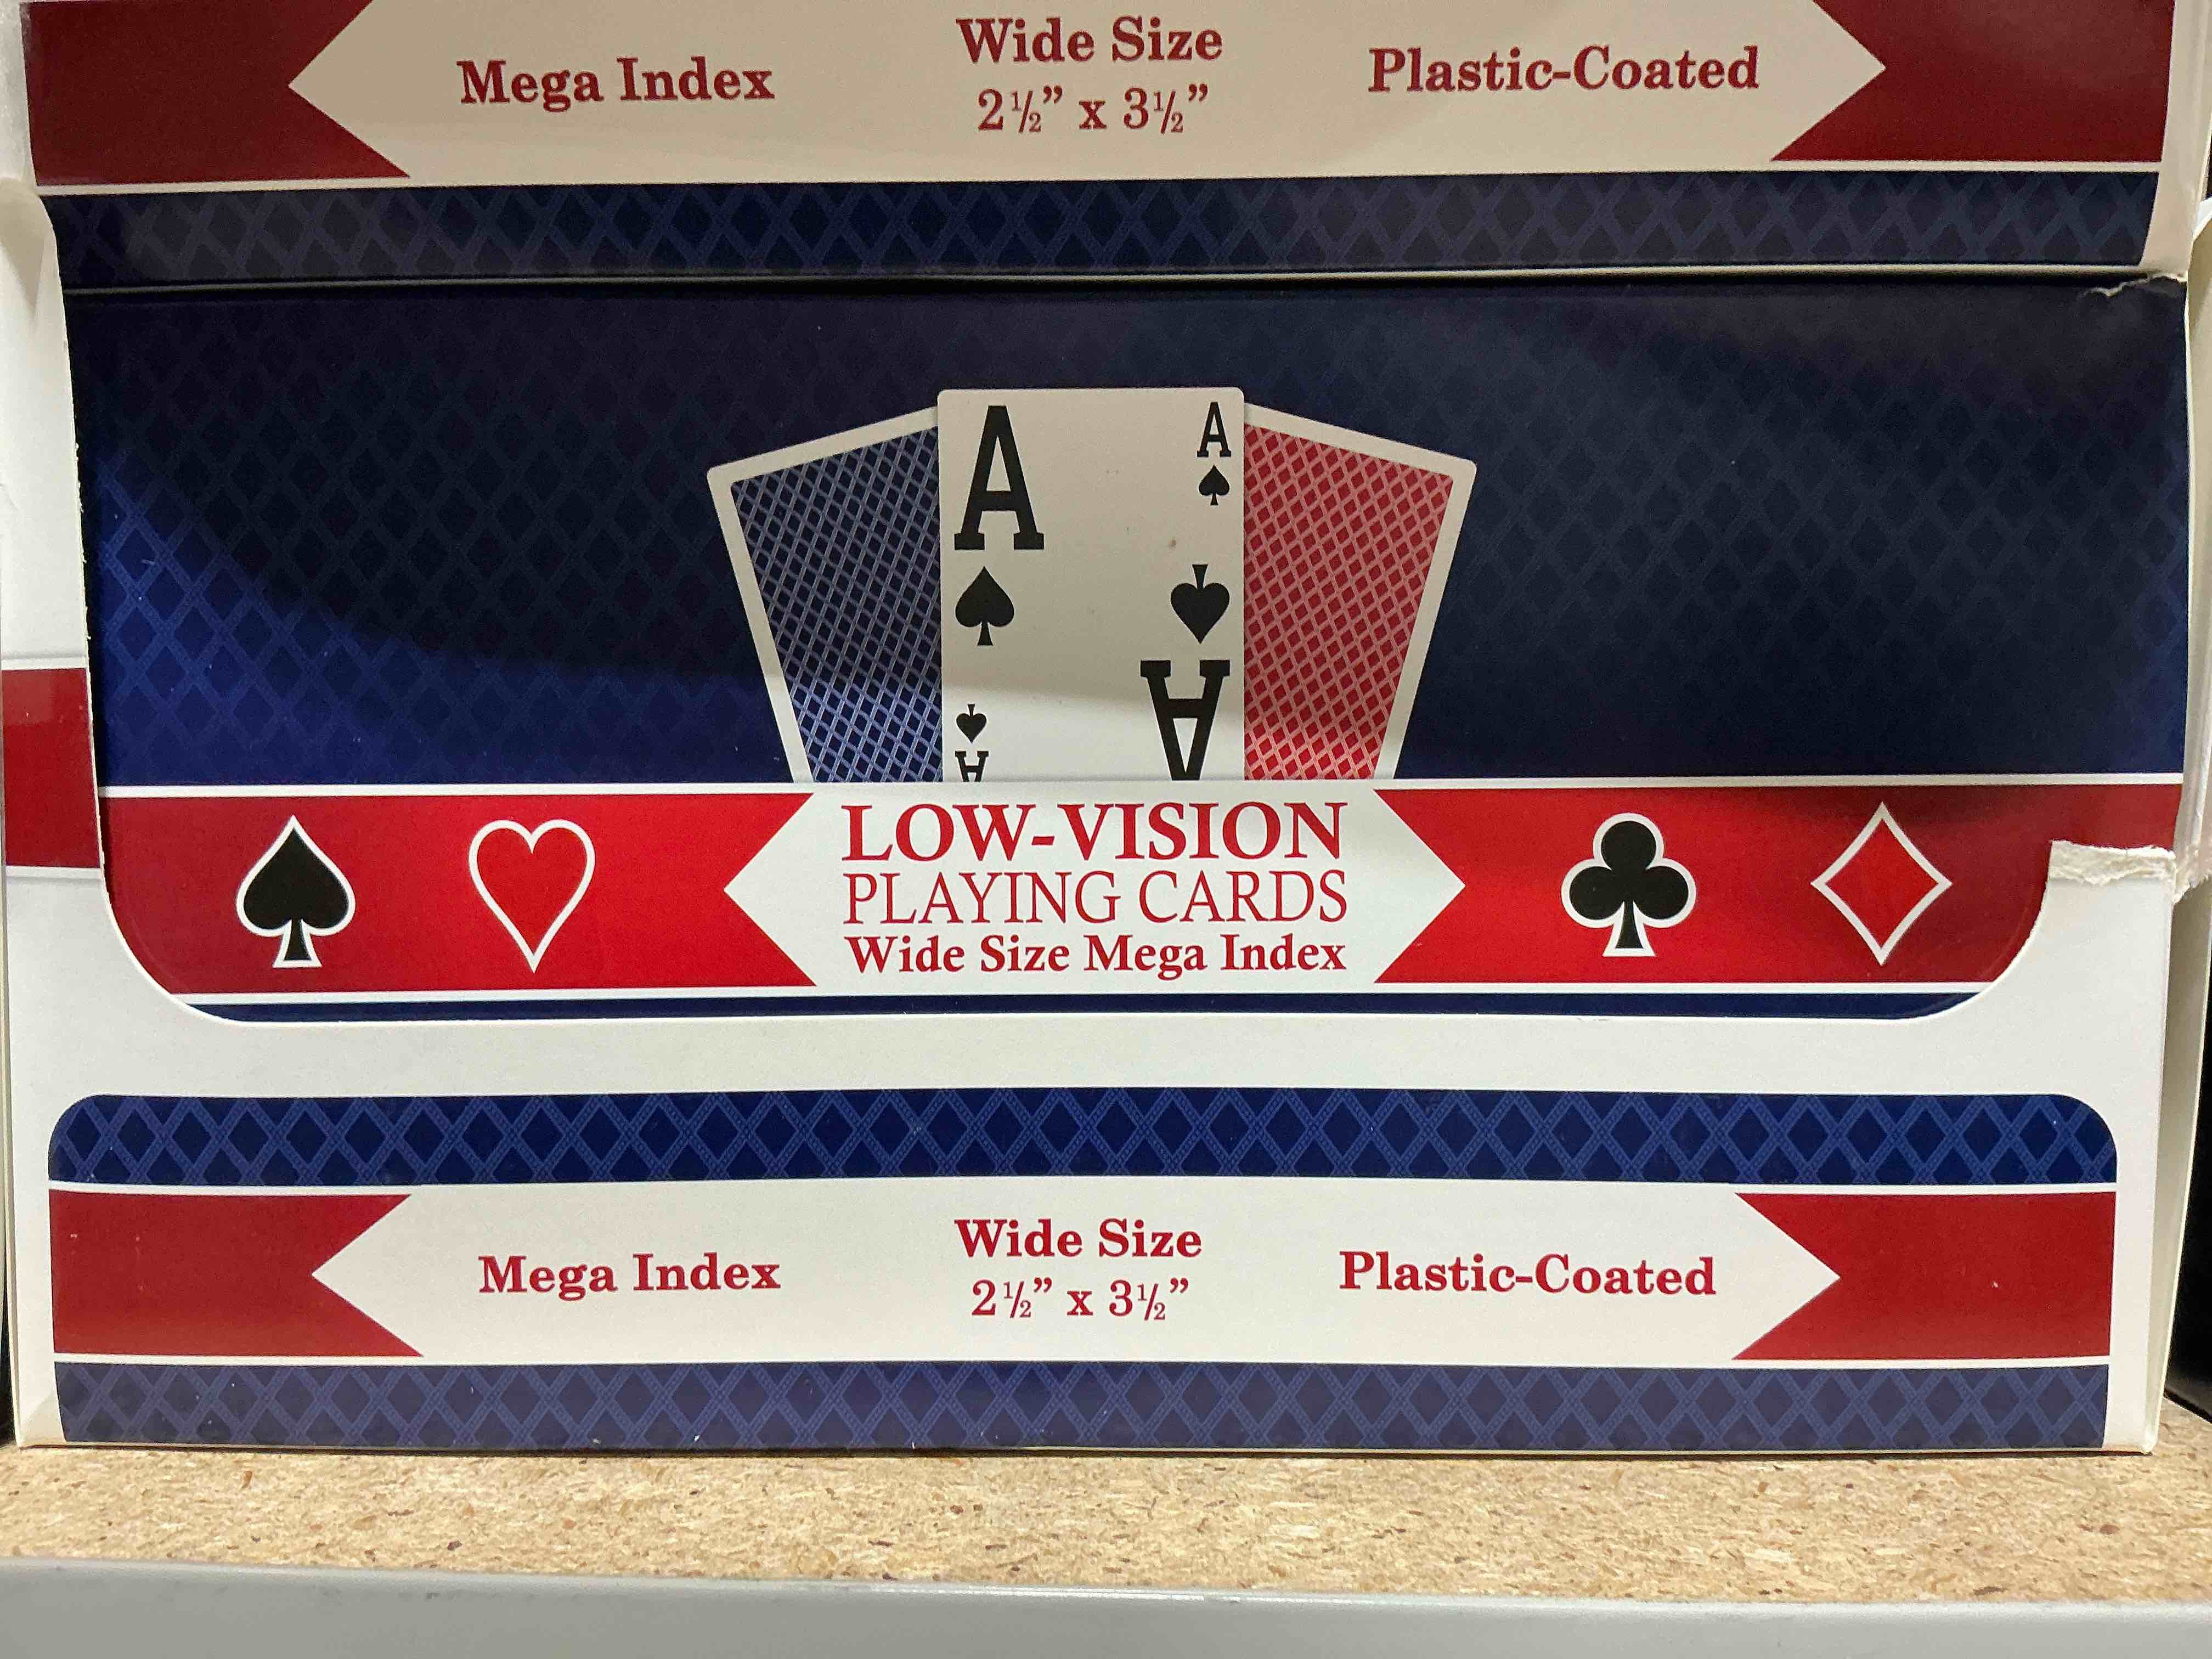 Mega Index
Wide Size
2½” x 3½”
Plastic-Coated
A
A
A
A
LOW-VISION
PLAYING CARDS
Wide Size Mega Index
Mega Index
Wide Size
2½” x 3½”
Plastic-Coated